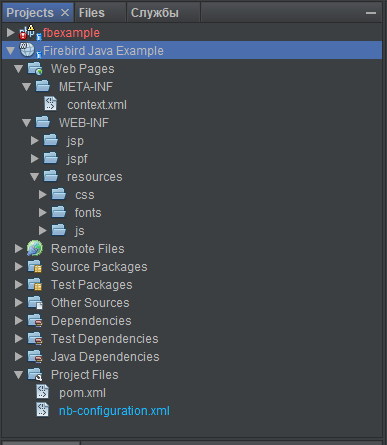 Projects Files Службы
fbexample
Firebird Java Example
Web Pages
META-INF
context.xml
WEB-INF
jsp
jspf
resources
css
fonts
js
Remote Files
Source Packages
Test Packages
Other Sources
Dependencies
Test Dependencies
Java Dependencies
Project Files
pom.xml
nb-configuration.xml